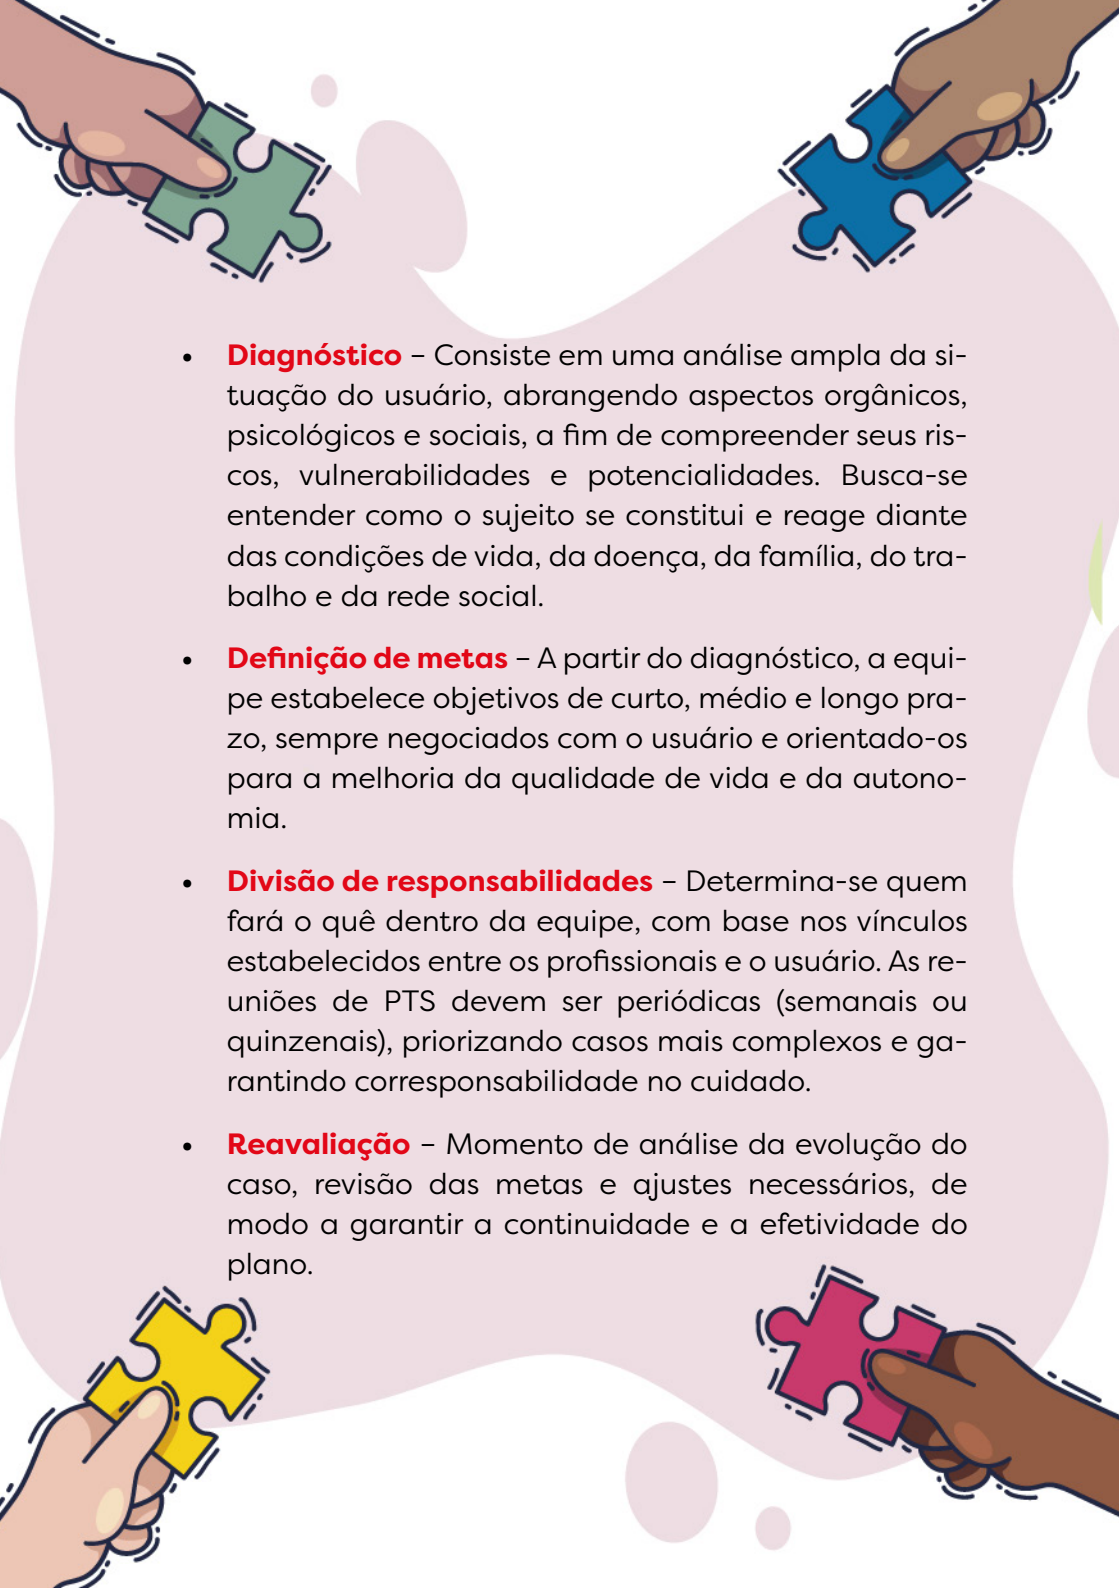 • Diagnóstico – Consiste em uma análise ampla da si-
tuação do usuário, abrangendo aspectos orgânicos,
psicológicos e sociais, a fim de compreender seus ris-
cos, vulnerabilidades e potencialidades. Busca-se
entender como o sujeito se constitui e reage diante
das condições de vida, da doença, da família, do tra-
balho e da rede social.
• Definição de metas – A partir do diagnóstico, a equi-
pe estabelece objetivos de curto, médio e longo pra-
zo, sempre negociados com o usuário e orientado-os
para a melhoria da qualidade de vida e da autono-
mia.
• Divisão de responsabilidades – Determina-se quem
fará o quê dentro da equipe, com base nos vínculos
estabelecidos entre os profissionais e o usuário. As re-
uniões de PTS devem ser periódicas (semanais ou
quinzenais), priorizando casos mais complexos e ga-
rantindo corresponsabilidade no cuidado.
• Reavaliação – Momento de análise da evolução do
caso, revisão das metas e ajustes necessários, de
modo a garantir a continuidade e a efetividade do
plano.